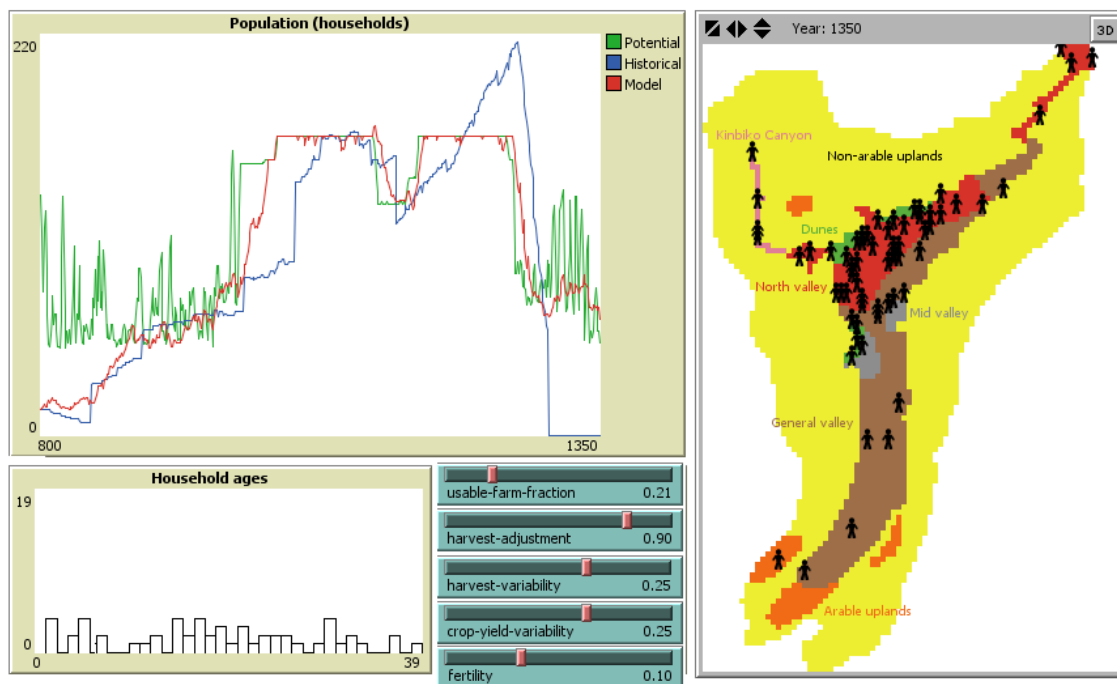 Population (households)
220
0
800
1350
Potential
Historical
Model
Household ages
19
0
0
39
usable-farm-fraction
0.21
harvest-adjustment
0.90
harvest-variability
0.25
crop-yield-variability
0.25
fertility
0.10
Year: 1350
3D
Kinbiko Canyon
Non-arable uplands
Dunes
North valley
Mid valley
General valley
Arable uplands